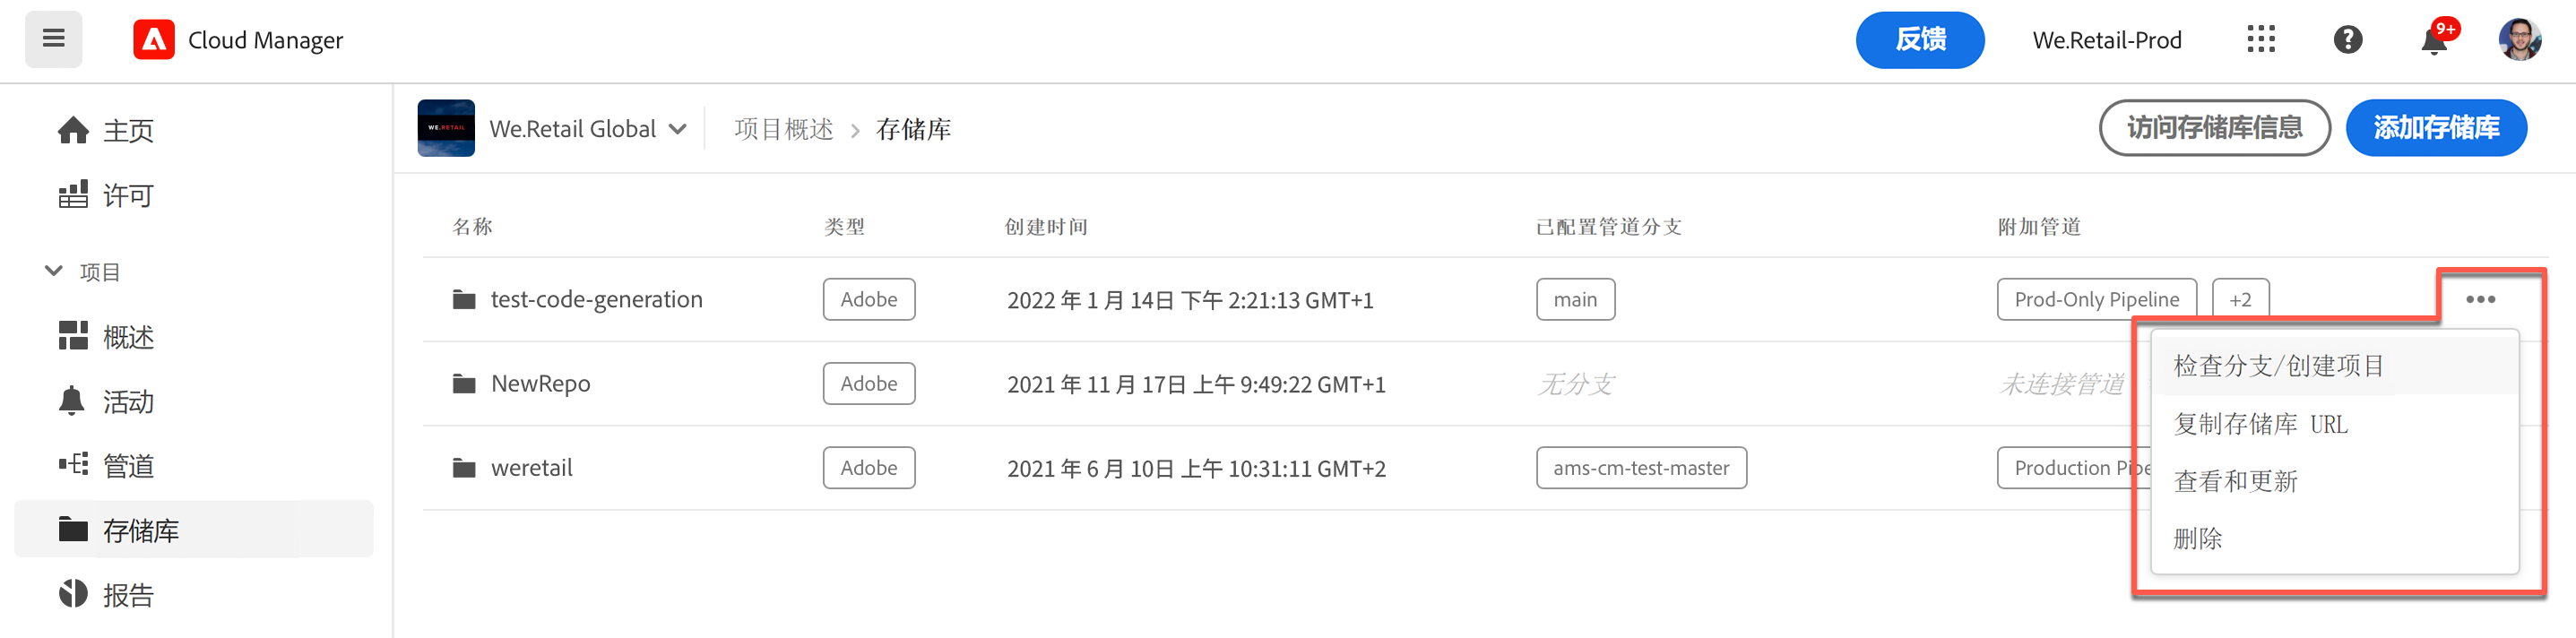 Cloud Manager
反馈
We.Retail-Prod
9+
主页
许可
项目
概述
活动
管道
存储库
报告
WE.RETAIL
We.Retail Global
项目概述 > 存储库
访问存储库信息
添加存储库
名称 类型 创建时间 已配置管道分支 附加管道
test-code-generation Adobe 2022 年 1 月 14日 下午 2:21:13 GMT+1 main Prod-Only Pipeline +2
NewRepo Adobe 2021 年 11 月 17日 上午 9:49:22 GMT+1 无分支 未连接管道
weretail Adobe 2021 年 6 月 10日 上午 10:31:11 GMT+2 ams-cm-test-master Production Pipe
检查分支/创建项目
复制存储库 URL
查看和更新
删除